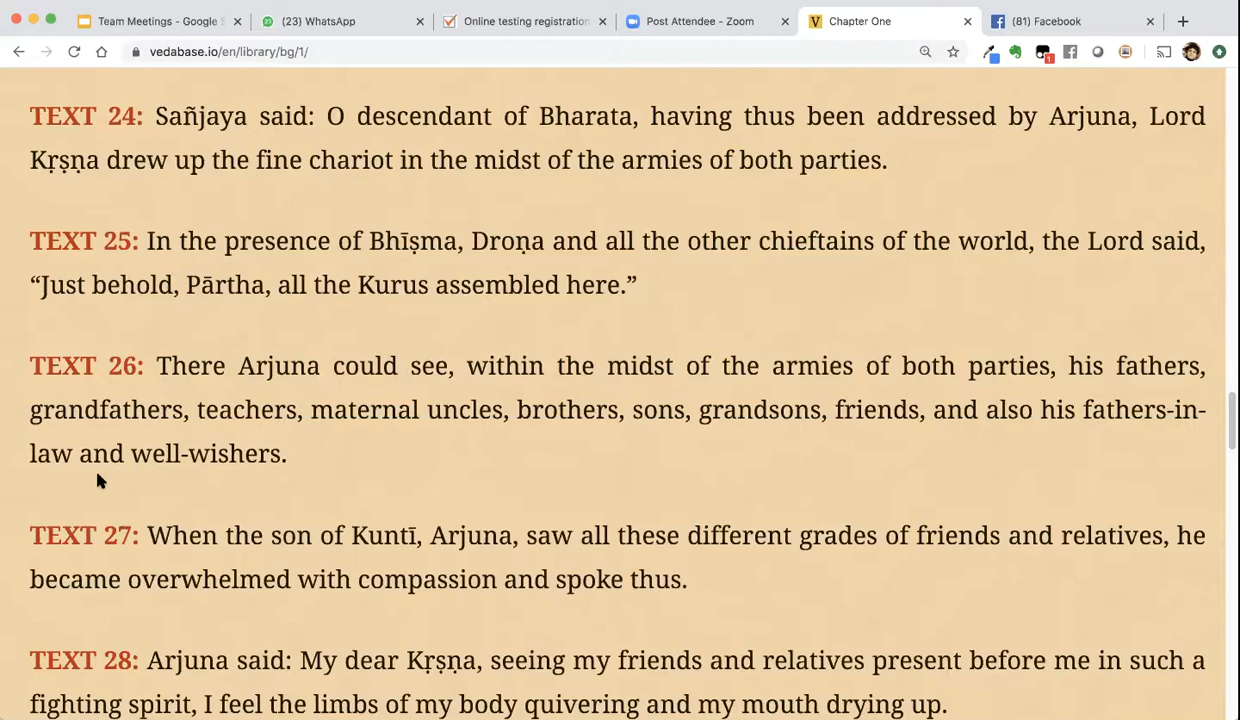 Team Meetings - Google
(23) WhatsApp
Online testing registration
Post Attendee - Zoom
Chapter One
(81) Facebook
vedabase.io/en/library/bg/1/
TEXT 24: Sañjaya said: O descendant of Bharata, having thus been addressed by Arjuna, Lord
Kṛṣṇa drew up the fine chariot in the midst of the armies of both parties.
TEXT 25: In the presence of Bhīṣma, Droṇa and all the other chieftains of the world, the Lord said,
“Just behold, Pārtha, all the Kurus assembled here.”
TEXT 26: There Arjuna could see, within the midst of the armies of both parties, his fathers,
grandfathers, teachers, maternal uncles, brothers, sons, grandsons, friends, and also his fathers-in-
law and well-wishers.
TEXT 27: When the son of Kuntī, Arjuna, saw all these different grades of friends and relatives, he
became overwhelmed with compassion and spoke thus.
TEXT 28: Arjuna said: My dear Kṛṣṇa, seeing my friends and relatives present before me in such a
fighting spirit, I feel the limbs of my body quivering and my mouth drying up.